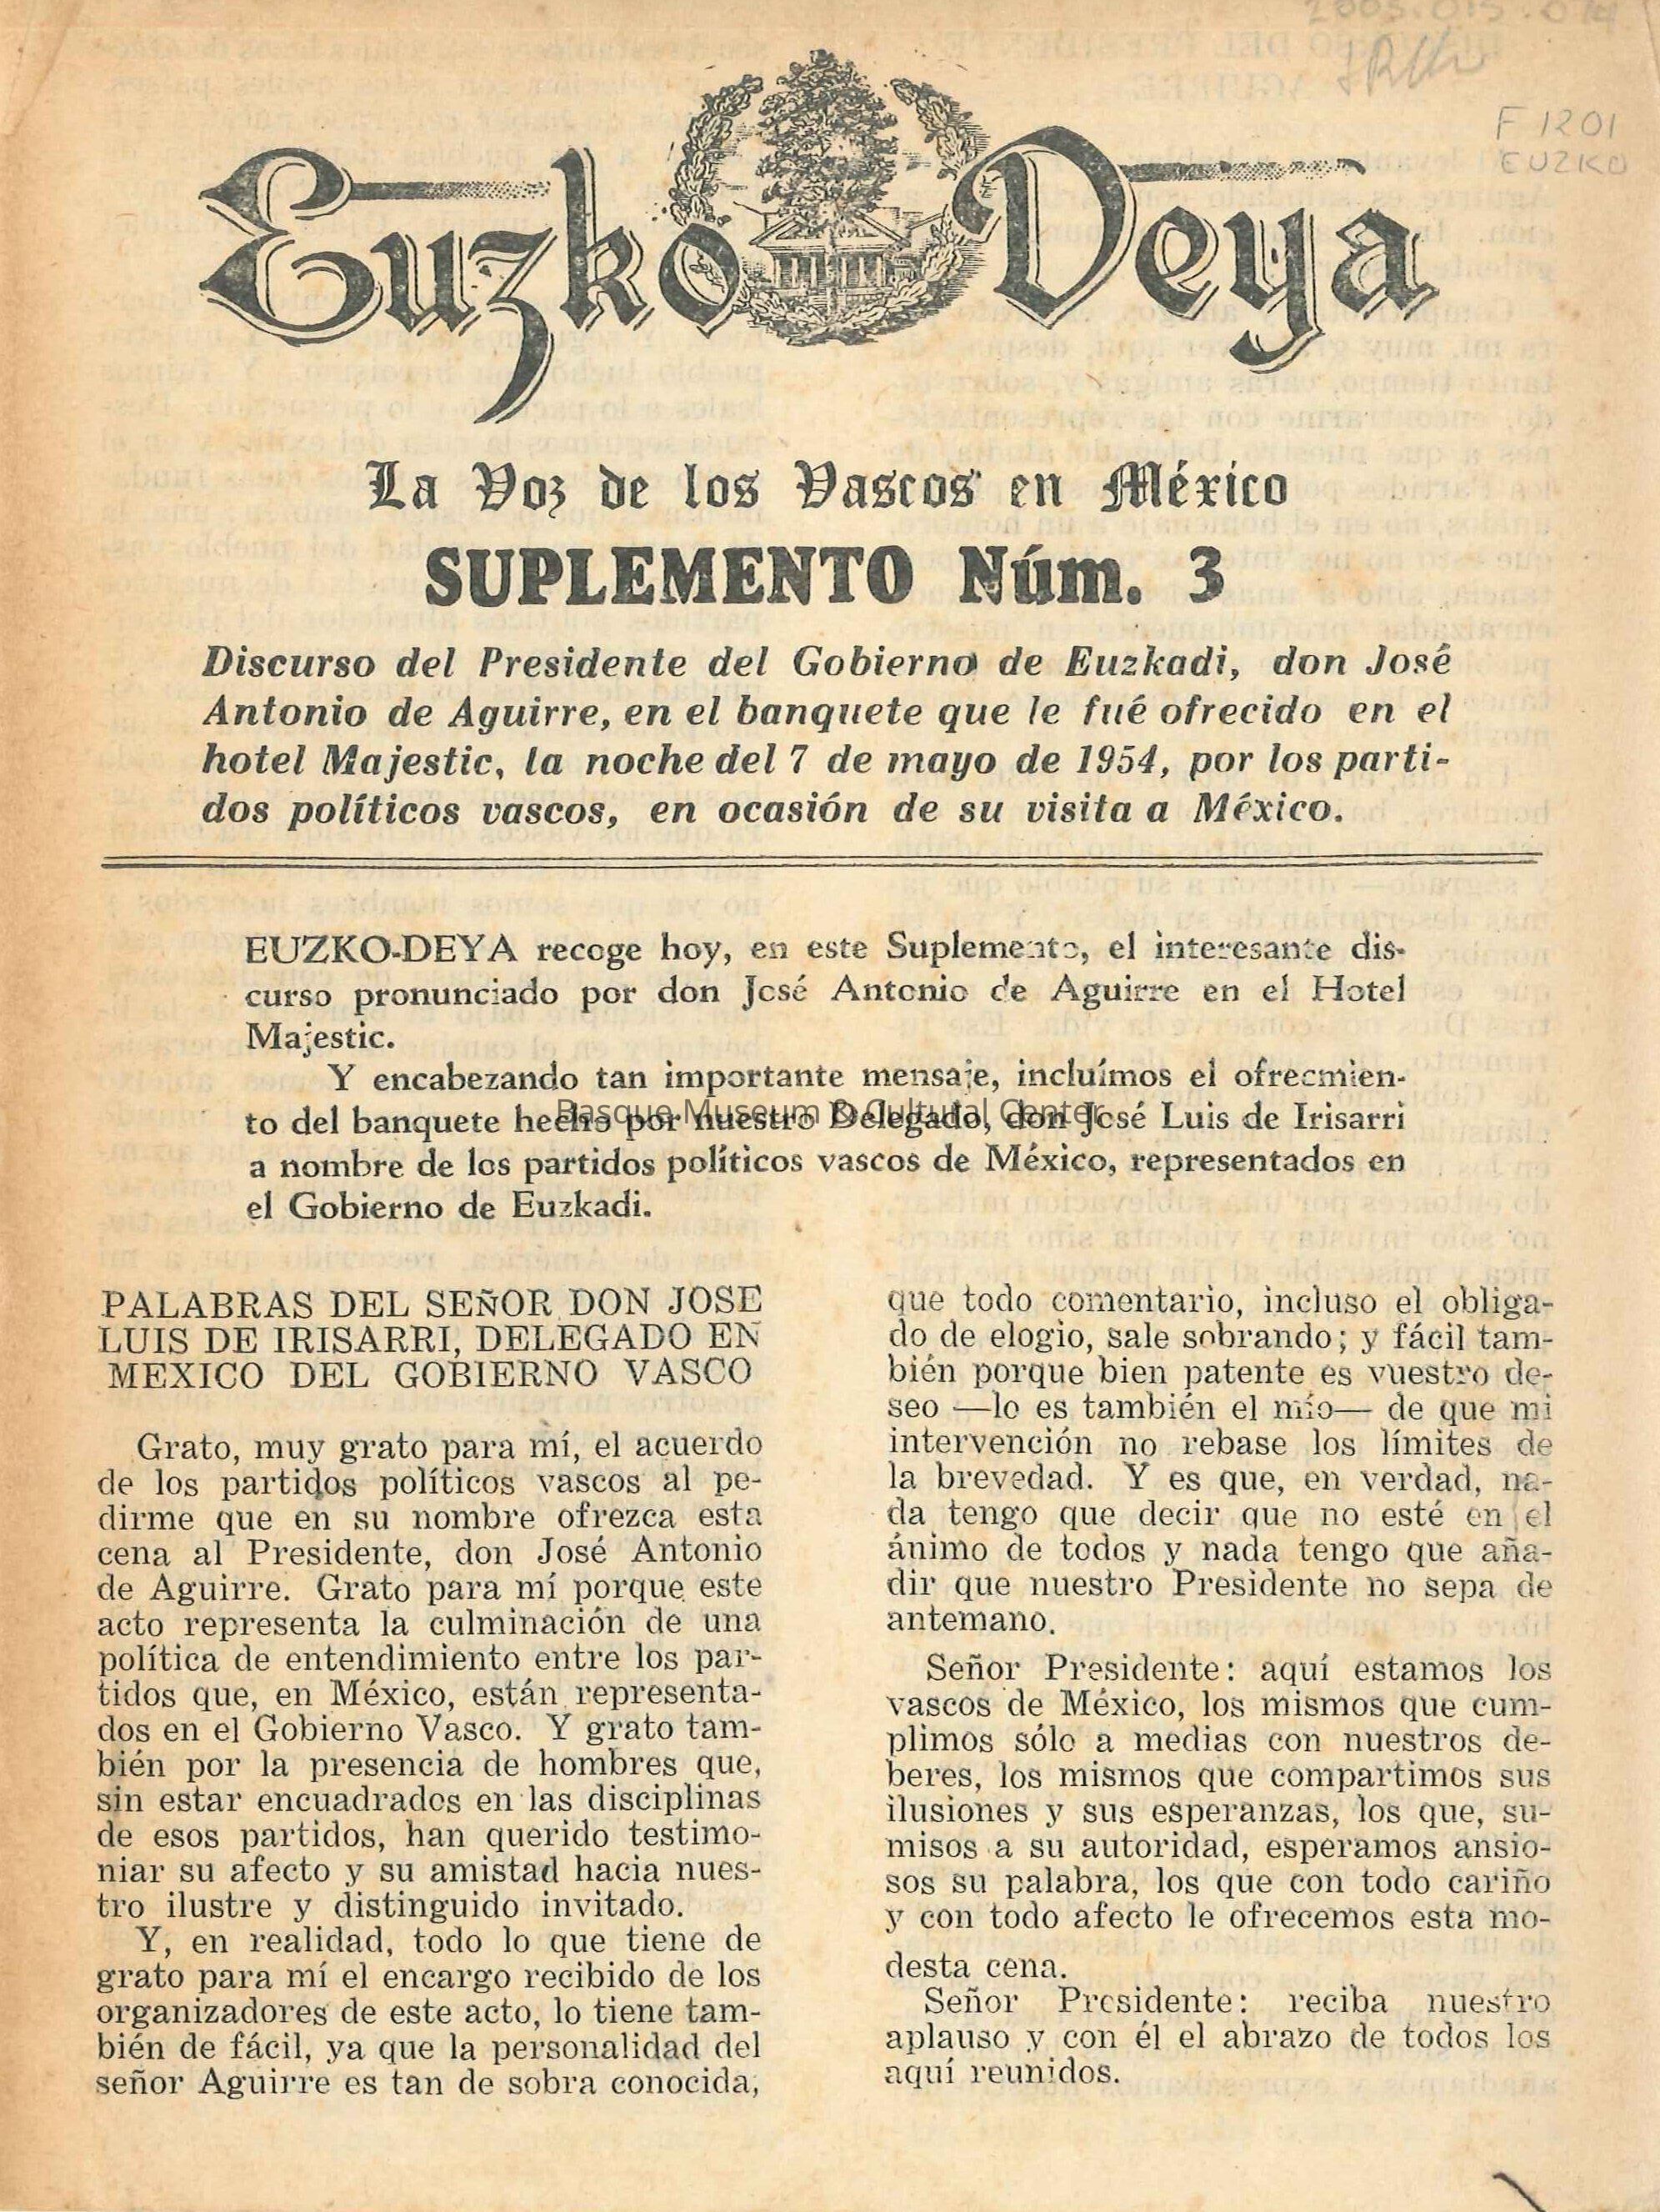 2003.015.014
F 1201
EUZKO
Euzko Deya
La Voz de los Vascos en México
SUPLEMENTO Núm. 3
Discurso del Presidente del Gobierno de Euzkadi, don José
Antonio de Aguirre, en el banquete que le fué ofrecido en el
hotel Majestic, la noche del 7 de mayo de 1954, por los parti-
dos políticos vascos, en ocasión de su visita a México.
EUZKO-DEYA recoge hoy, en este Suplemento, el interesante dis-
curso pronunciado por don José Antonio de Aguirre en el Hotel
Majestic.
Y encabezando tan importante mensaje, incluímos el ofrecmien-
to del banquete hecho por nuestro Delegado, don José Luis de Irisarri
Basque Museum & Cultural Center
a nombre de los partidos políticos vascos de México, representados en
el Gobierno de Euzkadi.
PALABRAS DEL SEÑOR DON JOSE
LUIS DE IRISARRI, DELEGADO EN
MEXICO DEL GOBIERNO VASCO
Grato, muy grato para mí, el acuerdo
de los partidos políticos vascos al pe-
dirme que en su nombre ofrezca esta
cena al Presidente, don José Antonio
de Aguirre. Grato para mí porque este
acto representa la culminación de una
política de entendimiento entre los par-
tidos que, en México, están representa-
dos en el Gobierno Vasco. Y grato tam-
bién por la presencia de hombres que,
sin estar encuadrados en las disciplinas
de esos partidos, han querido testimo-
niar su afecto y su amistad hacia nues-
tro ilustre y distinguido invitado.
Y, en realidad, todo lo que tiene de
grato para mí el encargo recibido de los
organizadores de este acto, lo tiene tam-
bién de fácil, ya que la personalidad del
señor Aguirre es tan de sobra conocida,
que todo comentario, incluso el obliga-
do de elogio, sale sobrando; y fácil tam-
bién porque bien patente es vuestro de-
seo —lo es también el mío— de que mi
intervención no rebase los límites de
la brevedad. Y es que, en verdad, na-
da tengo que decir que no esté en el
ánimo de todos y nada tengo que aña-
dir que nuestro Presidente no sepa de
antemano.
Señor Presidente: aquí estamos los
vascos de México, los mismos que cum-
plimos sólo a medias con nuestros de-
beres, los mismos que compartimos sus
ilusiones y sus esperanzas, los que, su-
misos a su autoridad, esperamos ansio-
sos su palabra, los que con todo cariño
y con todo afecto le ofrecemos esta mo-
desta cena.
Señor Presidente: reciba nuestro
aplauso y con él el abrazo de todos los
aquí reunidos.